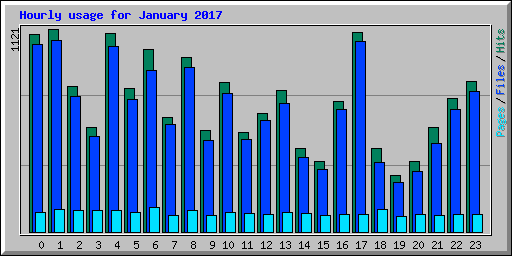 Hourly usage for January 2017
1121
Pages/Files/Hits
0 1 2 3 4 5 6 7 8 9 10 11 12 13 14 15 16 17 18 19 20 21 22 23